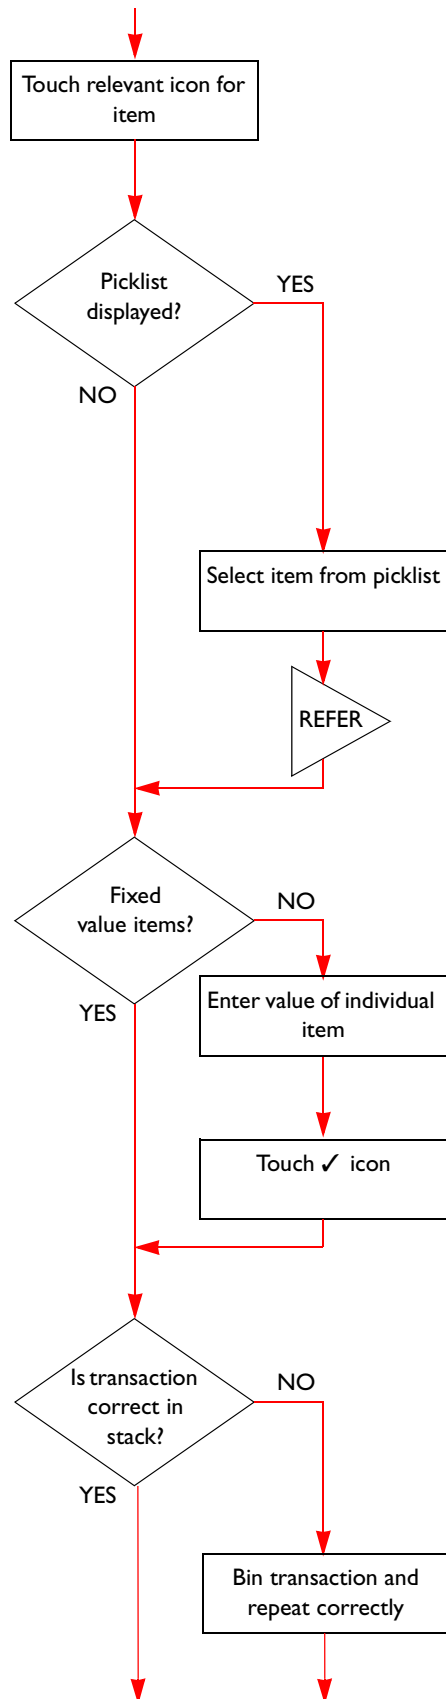 Touch relevant icon for
item
Picklist
displayed?
YES
NO
Select item from picklist
REFER
Fixed
value items?
NO
YES
Enter value of individual
item
Touch ✓ icon
Is transaction
correct in
stack?
NO
YES
Bin transaction and
repeat correctly